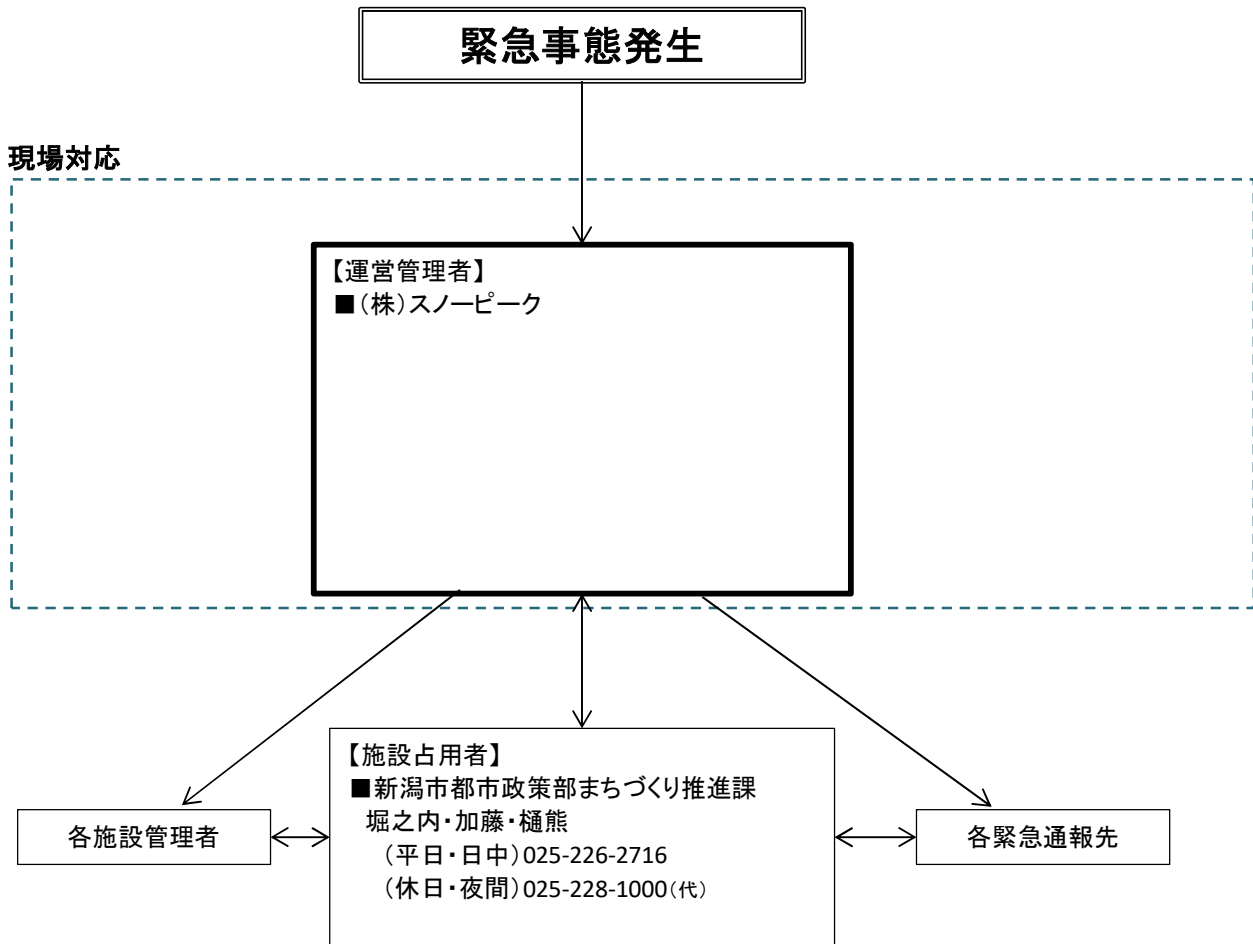 緊急事態発生
現場対応
【運営管理者】
■(株)スノーピーク
【施設占用者】
■新潟市都市政策部まちづくり推進課
堀之内・加藤・樋熊
(平日・日中)025-226-2716
(休日・夜間)025-228-1000(代)
各施設管理者
各緊急通報先